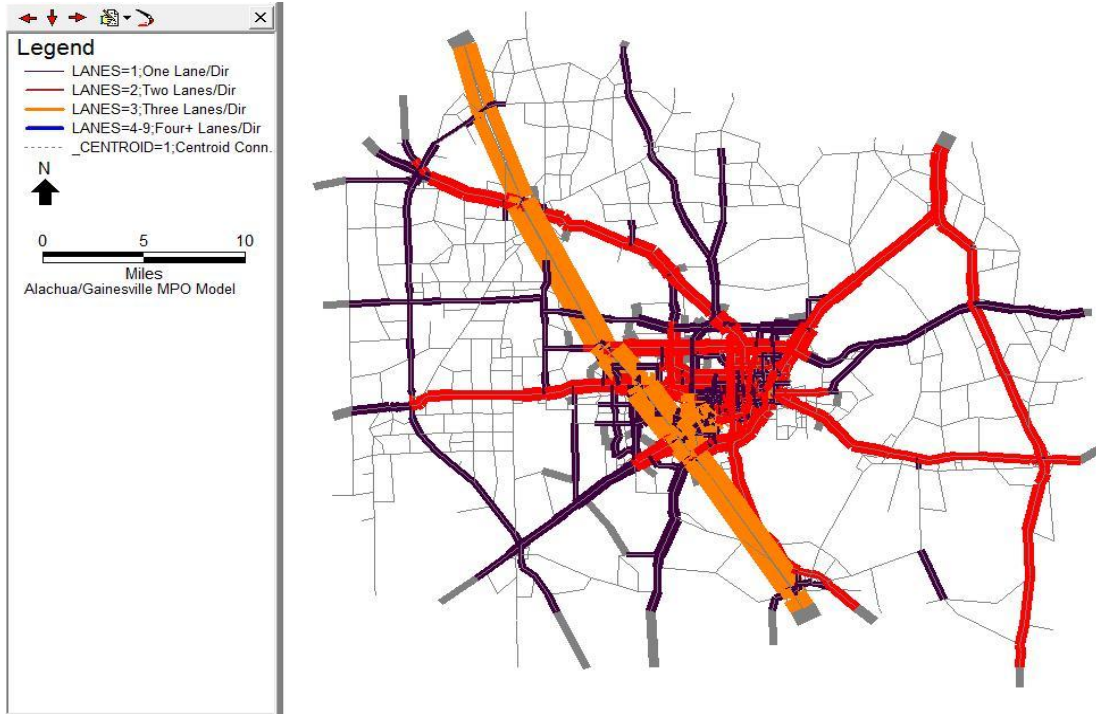 Legend
LANES=1;One Lane/Dir
LANES=2;Two Lanes/Dir
LANES=3;Three Lanes/Dir
LANES=4-9;Four+ Lanes/Dir
_CENTROID=1;Centroid Conn.
N
0 5 10
Miles
Alachua/Gainesville MPO Model